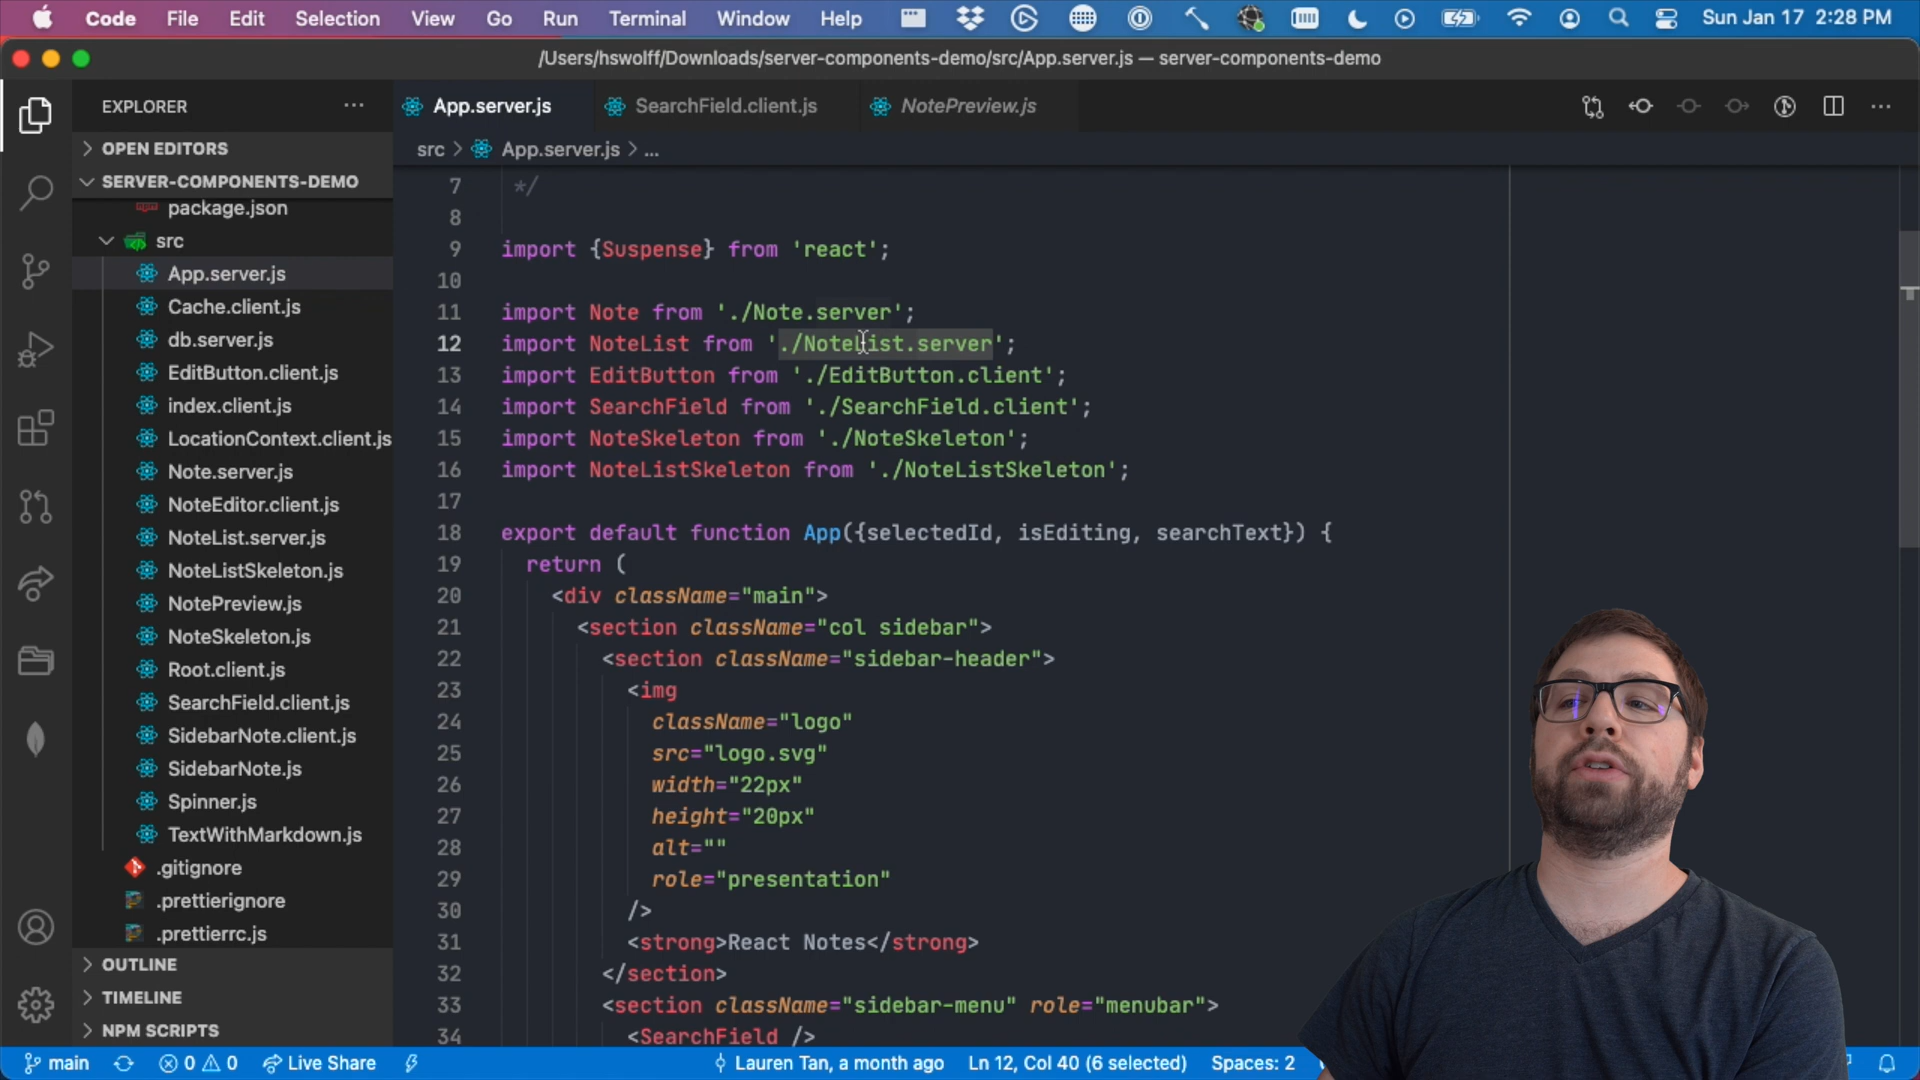 Code File Edit Selection View Go Run Terminal Window Help Sun Jan 17 2:28 PM
/Users/hswolff/Downloads/server-components-demo/src/App.server.js — server-components-demo
EXPLORER
OPEN EDITORS
SERVER-COMPONENTS-DEMO
package.json
src
App.server.js
Cache.client.js
db.server.js
EditButton.client.js
index.client.js
LocationContext.client.js
Note.server.js
NoteEditor.client.js
NoteList.server.js
NoteListSkeleton.js
NotePreview.js
NoteSkeleton.js
Root.client.js
SearchField.client.js
SidebarNote.client.js
SidebarNote.js
Spinner.js
TextWithMarkdown.js
.gitignore
.prettierignore
.prettierrc.js
OUTLINE
TIMELINE
NPM SCRIPTS
App.server.js SearchField.client.js NotePreview.js
src > App.server.js > ...
7 */
8
9 import {Suspense} from 'react';
10
11 import Note from './Note.server';
12 import NoteList from './NoteList.server';
13 import EditButton from './EditButton.client';
14 import SearchField from './SearchField.client';
15 import NoteSkeleton from './NoteSkeleton';
16 import NoteListSkeleton from './NoteListSkeleton';
17
18 export default function App({selectedId, isEditing, searchText}) {
19 return (
20 <div className="main">
21 <section className="col sidebar">
22 <section className="sidebar-header">
23 <img
24 className="logo"
25 src="logo.svg"
26 width="22px"
27 height="20px"
28 alt=""
29 role="presentation"
30 />
31 <strong>React Notes</strong>
32 </section>
33 <section className="sidebar-menu" role="menubar">
34 <SearchField />
main 0 0 Live Share Lauren Tan, a month ago Ln 12, Col 40 (6 selected) Spaces: 2